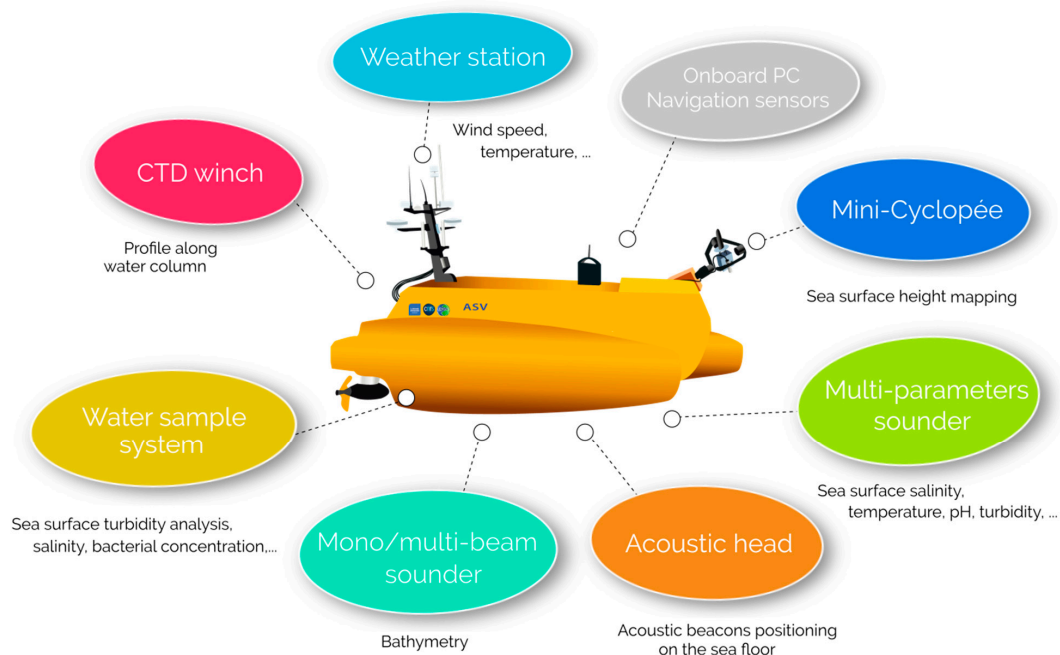 Weather station
Wind speed,
temperature, ...
Onboard PC
Navigation sensors
CTD winch
Profile along
water column
Mini-Cyclopée
Sea surface height mapping
ASV
Water sample
system
Sea surface turbidity analysis,
salinity, bacterial concentration,...
Multi-parameters
sounder
Sea surface salinity,
temperature, pH, turbidity, ...
Mono/multi-beam
sounder
Bathymetry
Acoustic head
Acoustic beacons positioning
on the sea floor